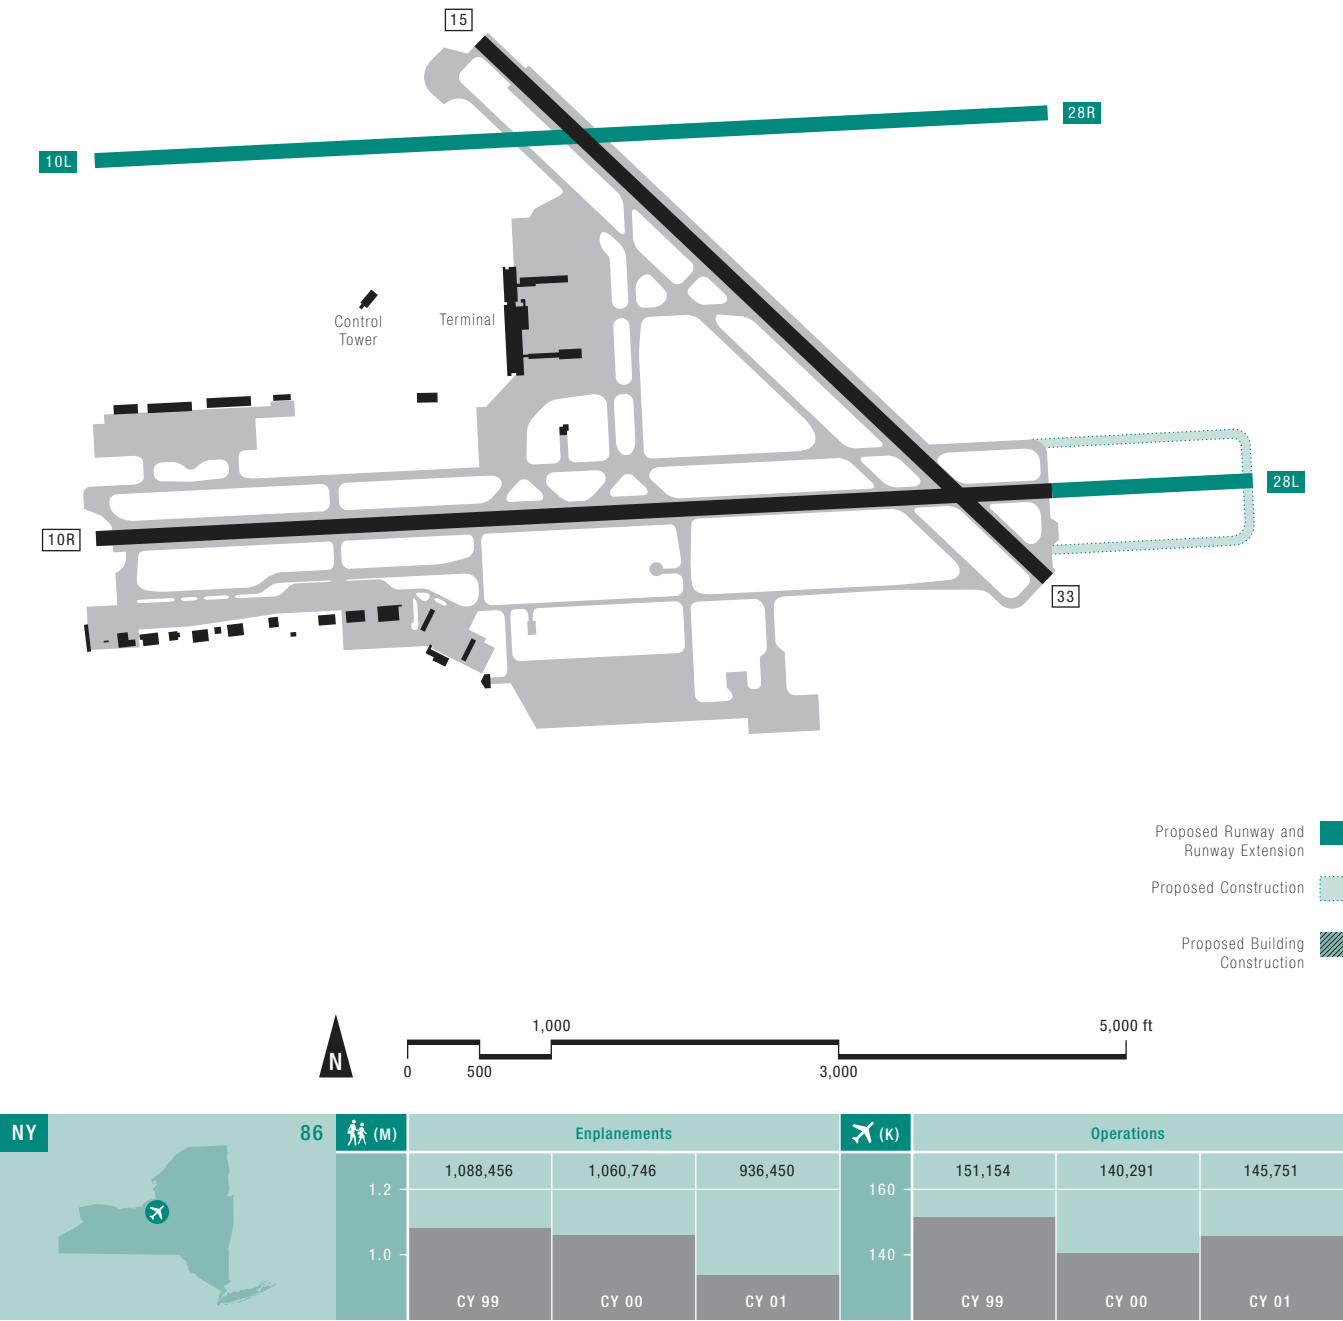 15
28R
10L
Control
Tower
Terminal
28L
10R
33
Proposed Runway and
Runway Extension
Proposed Construction
Proposed Building
Construction
N
1,000
5,000 ft
0
500
3,000
NY
86
(M)
Enplanements
(K)
Operations
1,088,456
1,060,746
936,450
151,154
140,291
145,751
1.2
160
1.0
140
CY 99
CY 00
CY 01
CY 99
CY 00
CY 01